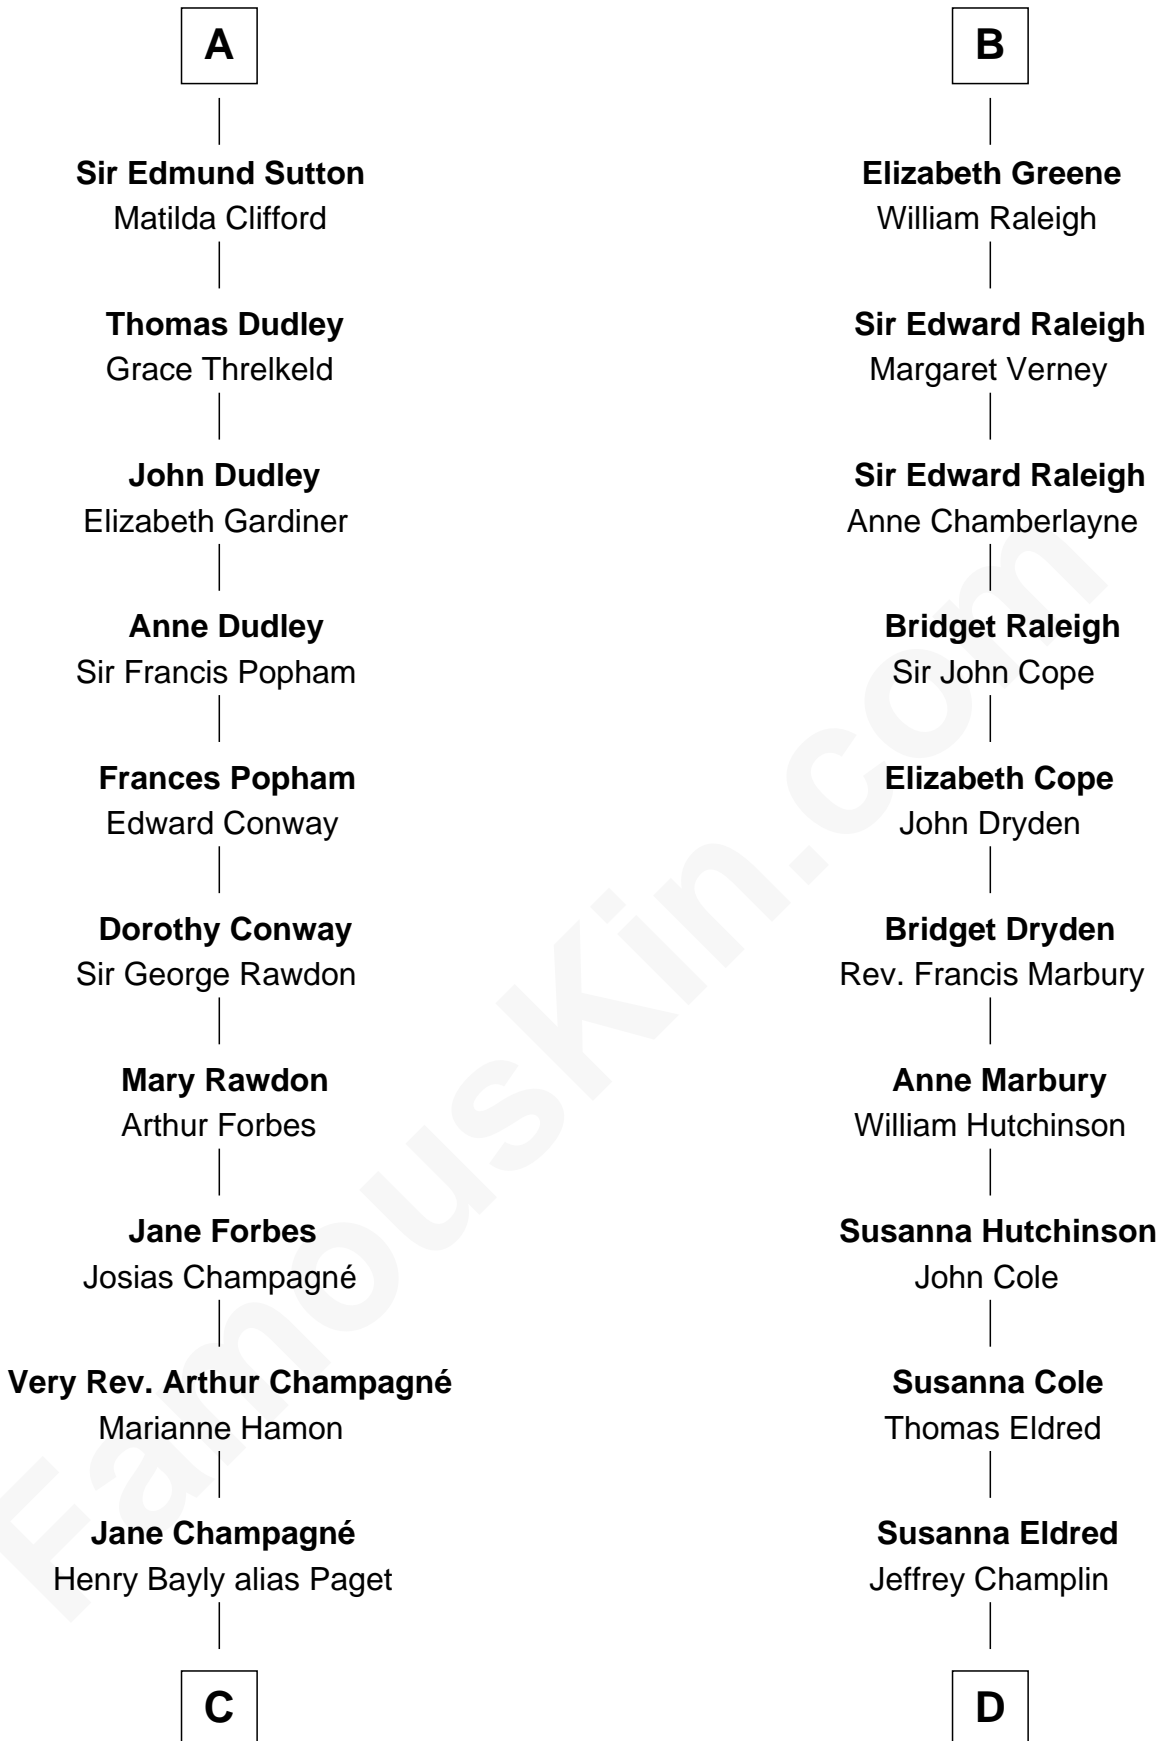 A
Sir Edmund Sutton
Matilda Clifford
Thomas Dudley
Grace Threlkeld
John Dudley
Elizabeth Gardiner
Anne Dudley
Sir Francis Popham
Frances Popham
Edward Conway
Dorothy Conway
Sir George Rawdon
Mary Rawdon
Arthur Forbes
Jane Forbes
Josias Champagné
Very Rev. Arthur Champagné
Marianne Hamon
Jane Champagné
Henry Bayly alias Paget
C
B
Elizabeth Greene
William Raleigh
Sir Edward Raleigh
Margaret Verney
Sir Edward Raleigh
Anne Chamberlayne
Bridget Raleigh
Sir John Cope
Elizabeth Cope
John Dryden
Bridget Dryden
Rev. Francis Marbury
Anne Marbury
William Hutchinson
Susanna Hutchinson
John Cole
Susanna Cole
Thomas Eldred
Susanna Eldred
Jeffrey Champlin
D
FamousKin.com